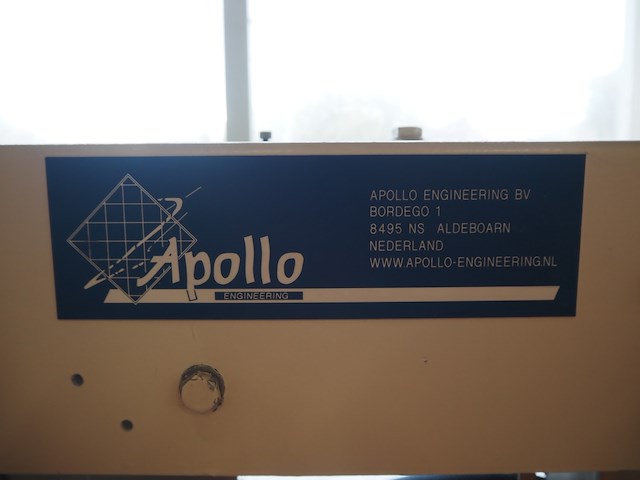 Apollo
ENGINEERING
APOLLO ENGINEERING BV
BORDEGO 1
8495 NS ALDEBOARN
NEDERLAND
WWW.APOLLO-ENGINEERING.NL